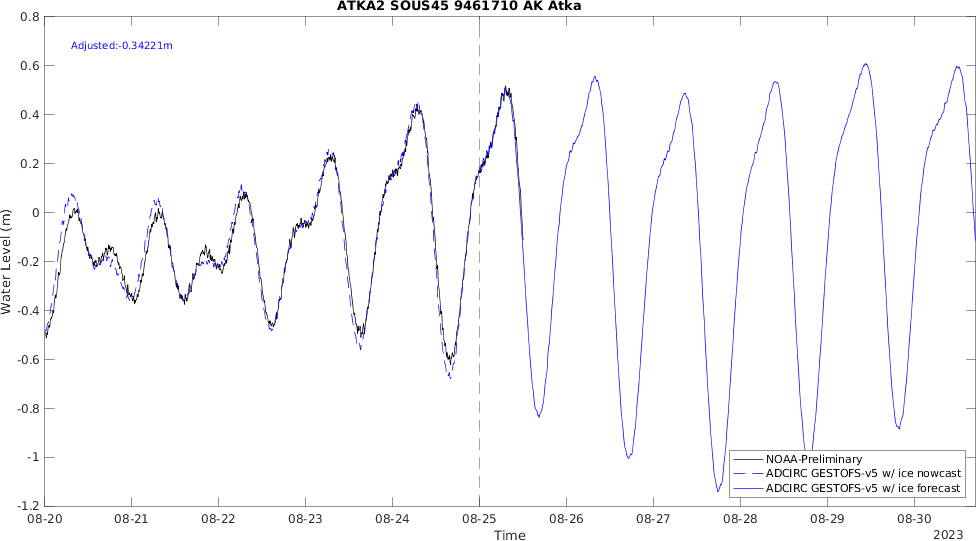 ATKA2 SOUS45 9461710 AK Atka
Adjusted:-0.34221m
0.8
0.6
0.4
0.2
0
-0.2
-0.4
-0.6
-0.8
-1
-1.2
Water Level (m)
08-20 08-21 08-22 08-23 08-24 08-25 08-26 08-27 08-28 08-29 08-30
Time
2023
NOAA-Preliminary
ADCIRC GESTOFS-v5 w/ ice nowcast
ADCIRC GESTOFS-v5 w/ ice forecast